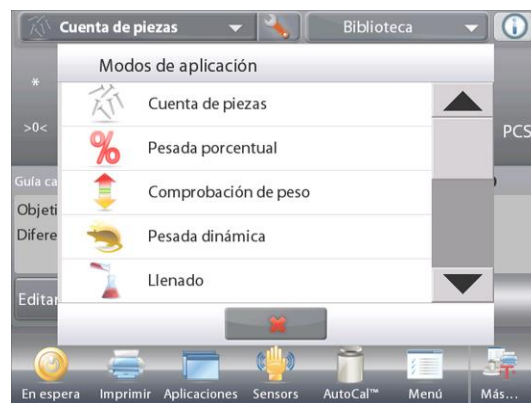 Cuenta de piezas
Biblioteca
Modos de aplicación
*
Cuenta de piezas
>0<
PCS
Pesada porcentual
Guía ca
Comprobación de peso
Objeti
Difere
Pesada dinámica
Llenado
Editar
En espera Imprimir Aplicaciones Sensors AutoCal™ Menú Más...